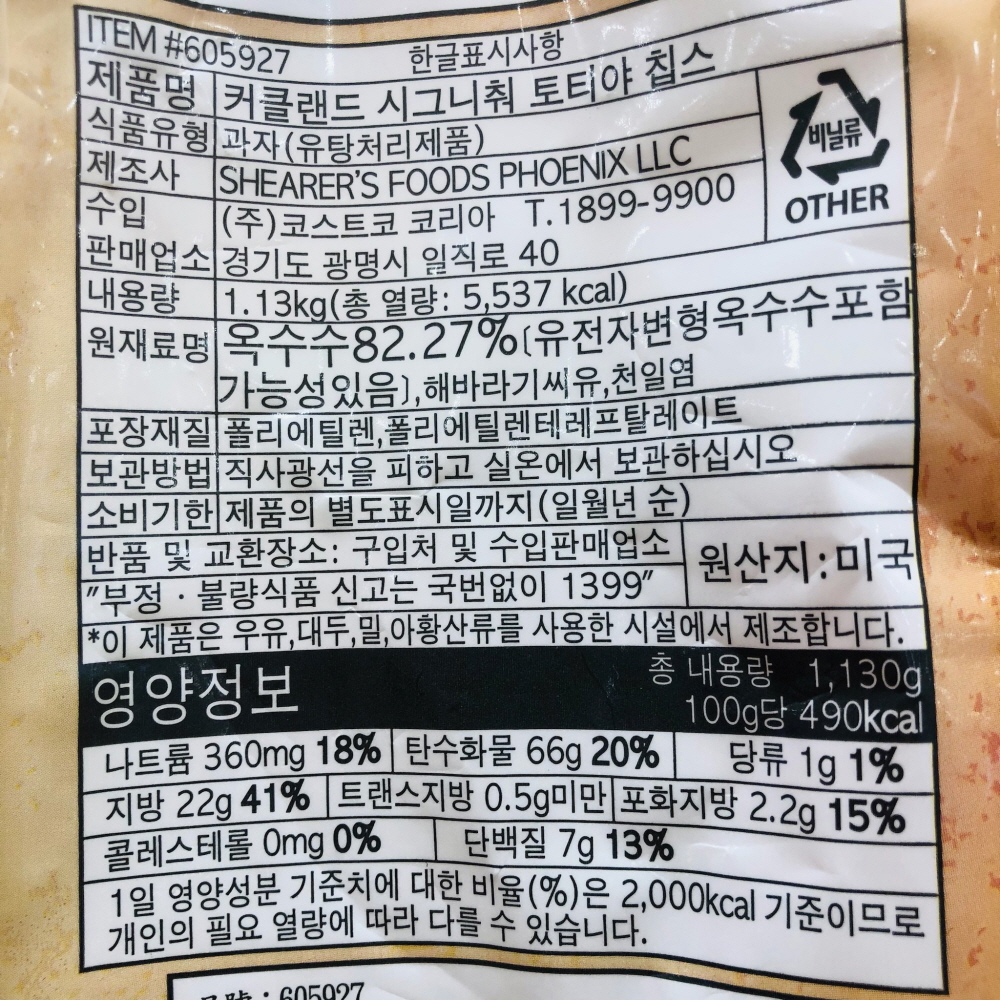 ITEM #605927 한글표시사항
제품명 커클랜드 시그니춰 토티야 칩스
식품유형 과자(유탕처리제품)
제조사 SHEARER'S FOODS PHOENIX LLC
수입 (주)코스트코 코리아 T.1899-9900
판매업소 경기도 광명시 일직로 40
비닐류
OTHER
내용량 1.13kg(총 열량: 5,537 kcal)
원재료명 옥수수82.27%(유전자변형옥수수포함
가능성있음),해바라기씨유,천일염
포장재질 폴리에틸렌,폴리에틸렌테레프탈레이트
보관방법 직사광선을 피하고 실온에서 보관하십시오
소비기한 제품의 별도표시일까지(일월년 순)
반품 및 교환장소: 구입처 및 수입판매업소
"부정·불량식품 신고는 국번없이 1399"
원산지:미국
*이 제품은 우유,대두,밀,아황산류를 사용한 시설에서 제조합니다.
영양정보 총 내용량 1,130g
100g당 490kcal
나트륨 360mg 18% 탄수화물 66g 20% 당류 1g 1%
지방 22g 41% 트랜스지방 0.5g미만 포화지방 2.2g 15%
콜레스테롤 0mg 0% 단백질 7g 13%
1일 영양성분 기준치에 대한 비율(%)은 2,000kcal 기준이므로
개인의 필요 열량에 따라 다를 수 있습니다.
: 605927